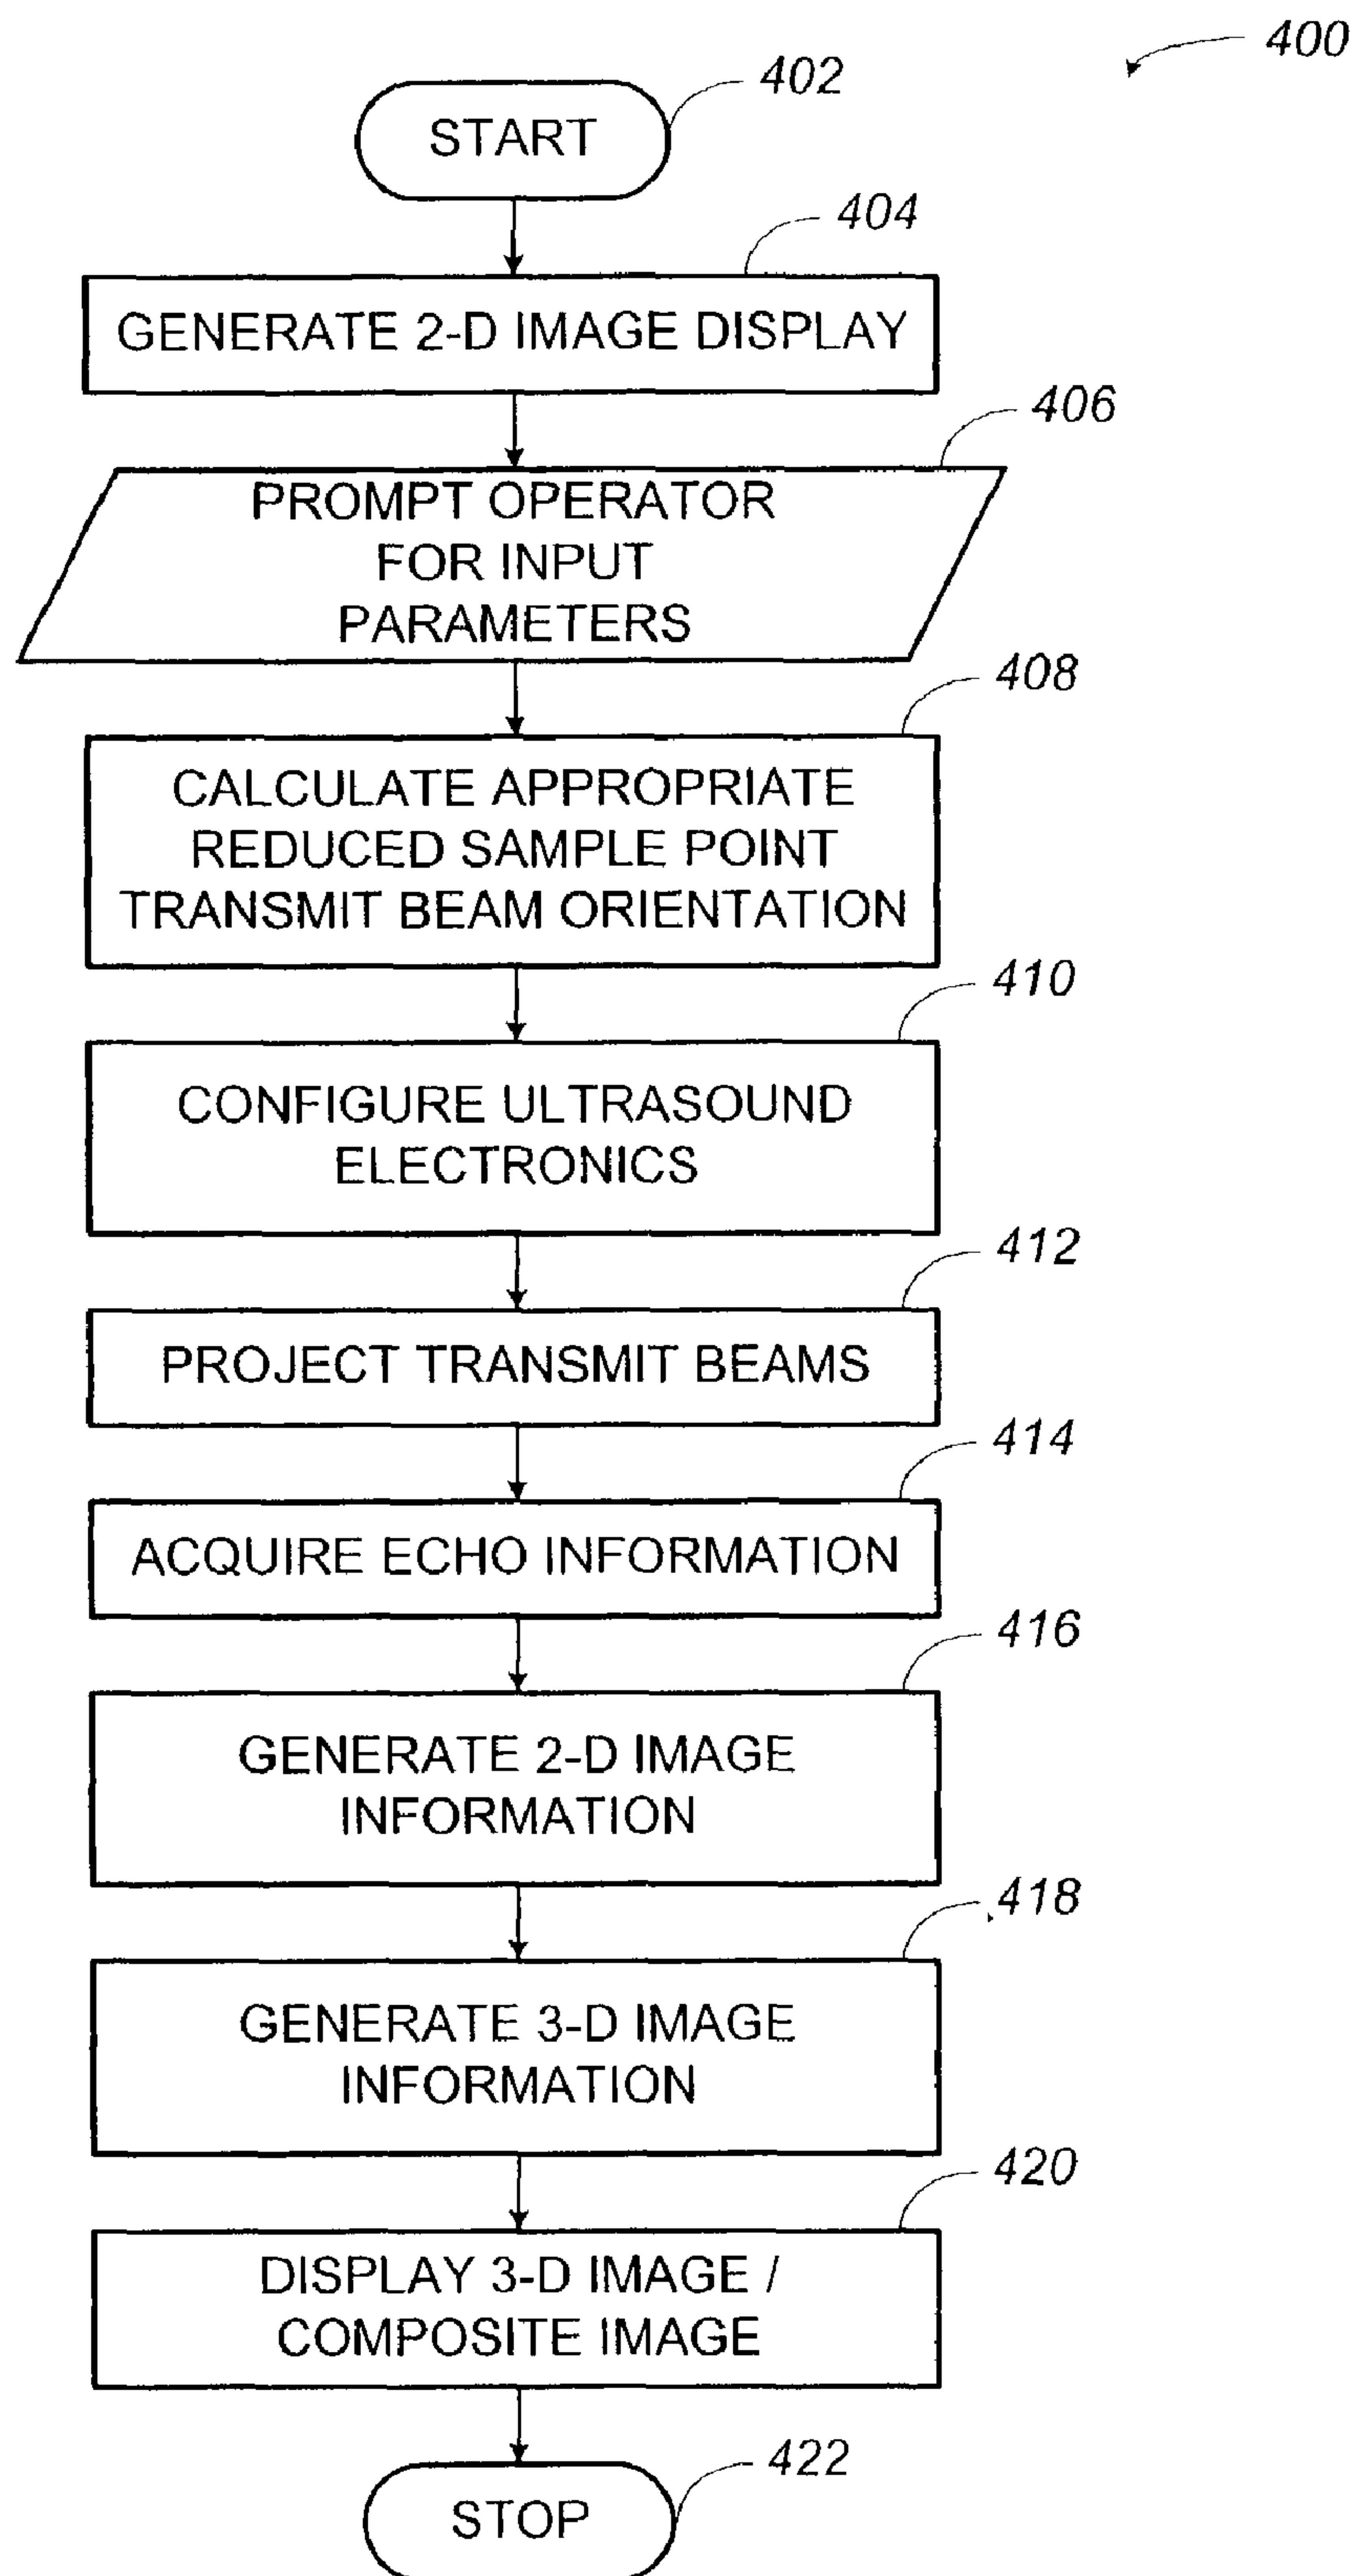 400
402
START
404
GENERATE 2-D IMAGE DISPLAY
406
PROMPT OPERATOR
FOR INPUT
PARAMETERS
408
CALCULATE APPROPRIATE
REDUCED SAMPLE POINT
TRANSMIT BEAM ORIENTATION
410
CONFIGURE ULTRASOUND
ELECTRONICS
412
PROJECT TRANSMIT BEAMS
414
ACQUIRE ECHO INFORMATION
416
GENERATE 2-D IMAGE
INFORMATION
418
GENERATE 3-D IMAGE
INFORMATION
420
DISPLAY 3-D IMAGE /
COMPOSITE IMAGE
422
STOP